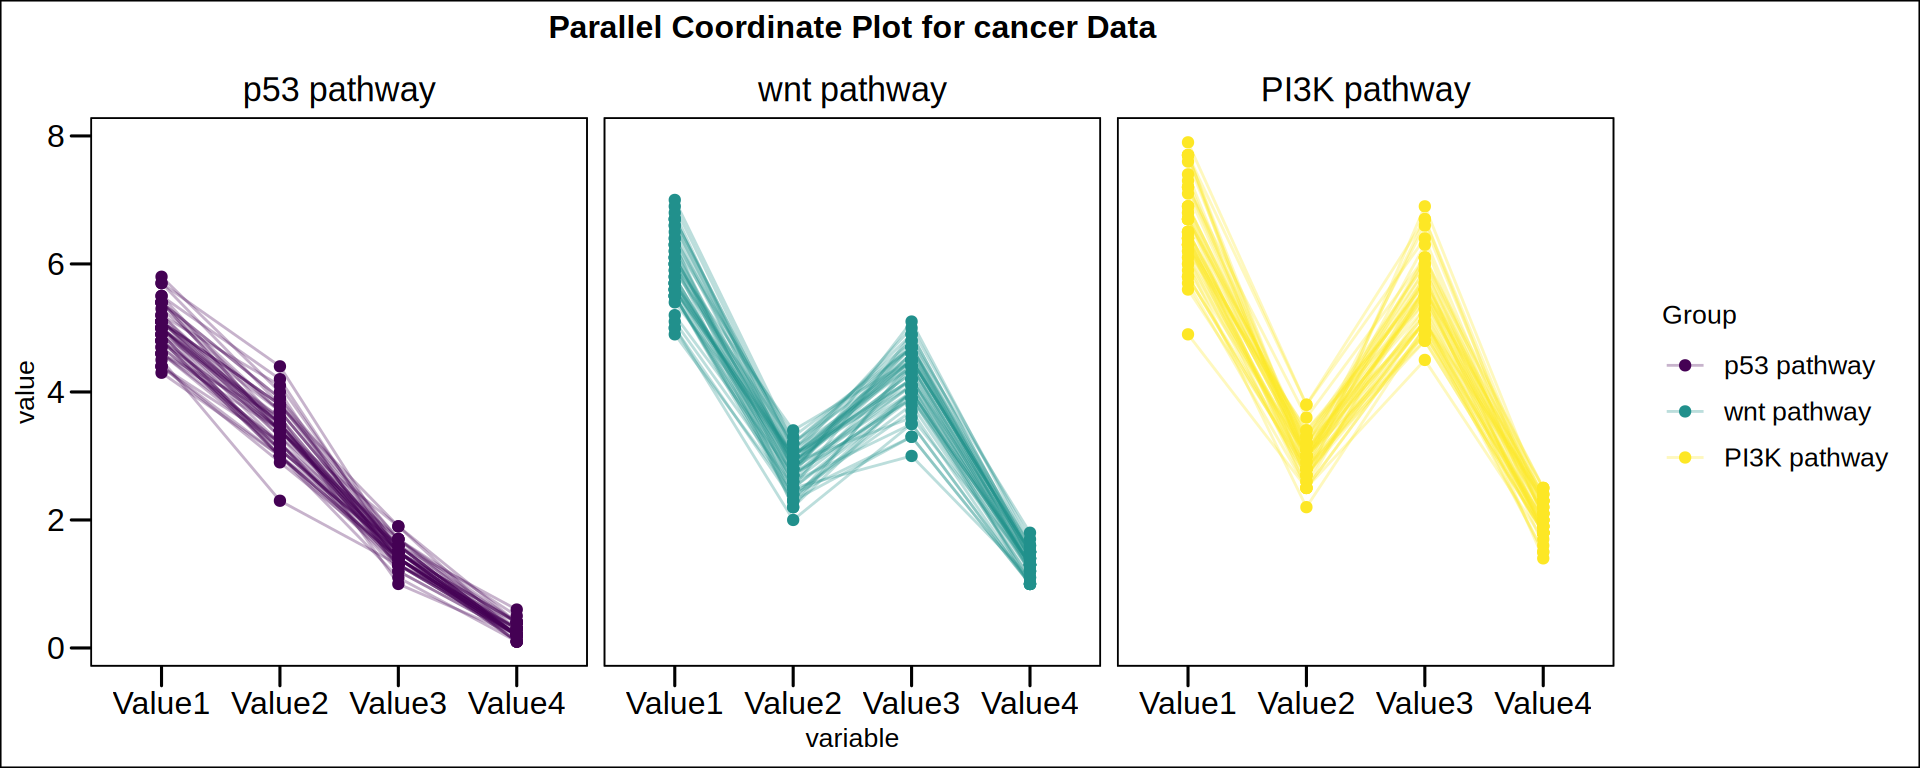 Parallel Coordinate Plot for cancer Data
p53 pathway
wnt pathway
PI3K pathway
value
8
6
4
2
0
Value1 Value2 Value3 Value4
Value1 Value2 Value3 Value4
Value1 Value2 Value3 Value4
variable
Group
p53 pathway
wnt pathway
PI3K pathway